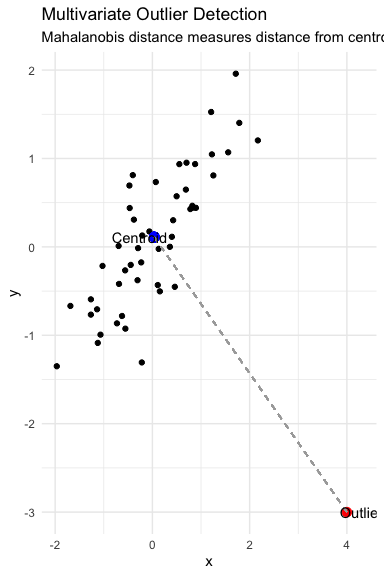 Multivariate Outlier Detection
Mahalanobis distance measures distance from centr
2
1
Centroid
0
y
-1
-2
-3
Outlie
-2
0
2
4
x